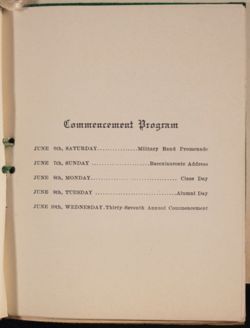 Commencement Program
JUNE 6th, SATURDAY...............Military Band Promenade
JUNE 7th, SUNDAY .....................Baccalaureate Address
JUNE 8th, MONDAY................................ Class Day
JUNE 9th, TUESDAY ..............................Alumni Day
JUNE 10th, WEDNESDAY.Thirty-Seventh Annual Commencement